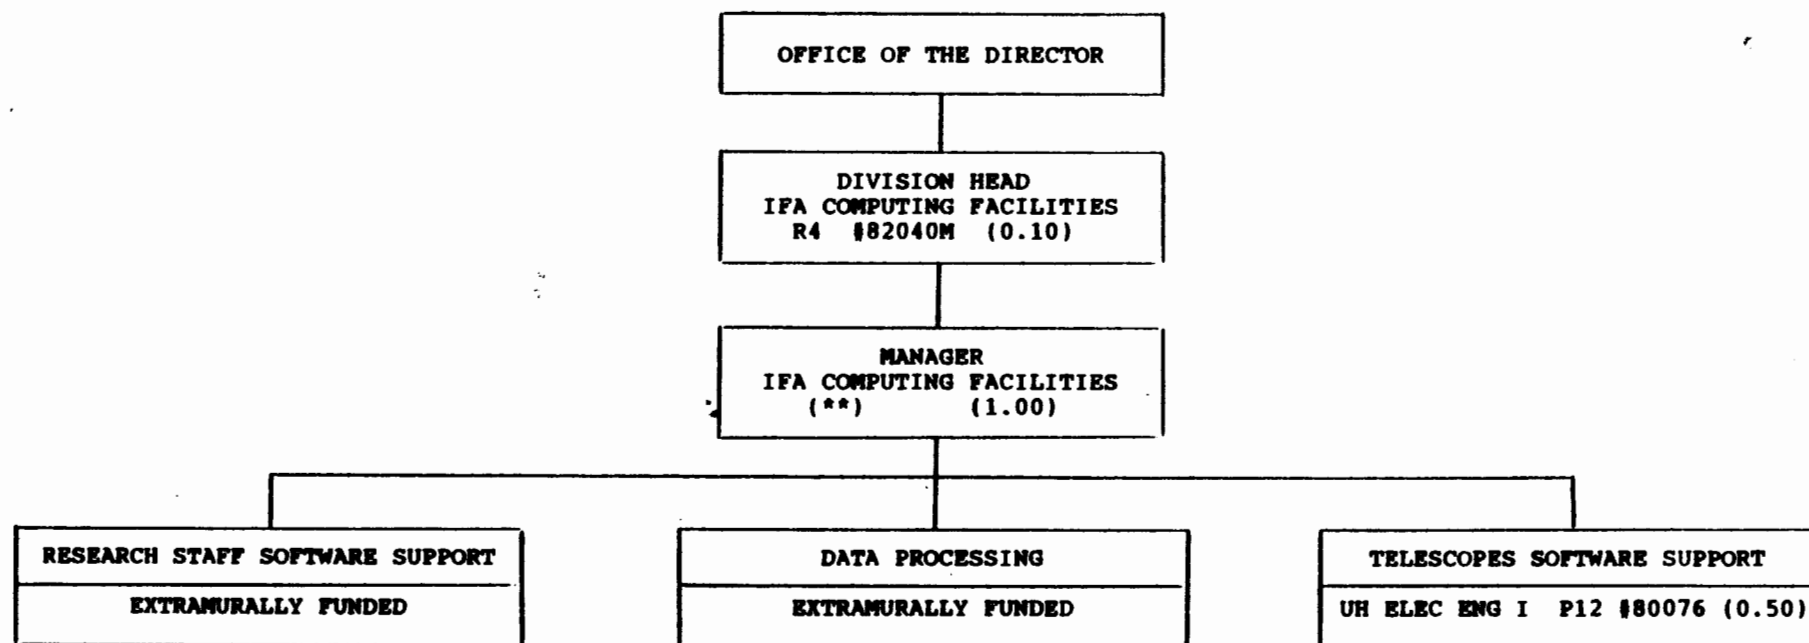 OFFICE OF THE DIRECTOR
DIVISION HEAD
IFA COMPUTING FACILITIES
R4 #82040M (0.10)
MANAGER
IFA COMPUTING FACILITIES
(**) (1.00)
RESEARCH STAFF SOFTWARE SUPPORT
EXTRAMURALLY FUNDED
DATA PROCESSING
EXTRAMURALLY FUNDED
TELESCOPES SOFTWARE SUPPORT
UH ELEC ENG I P12 #80076 (0.50)